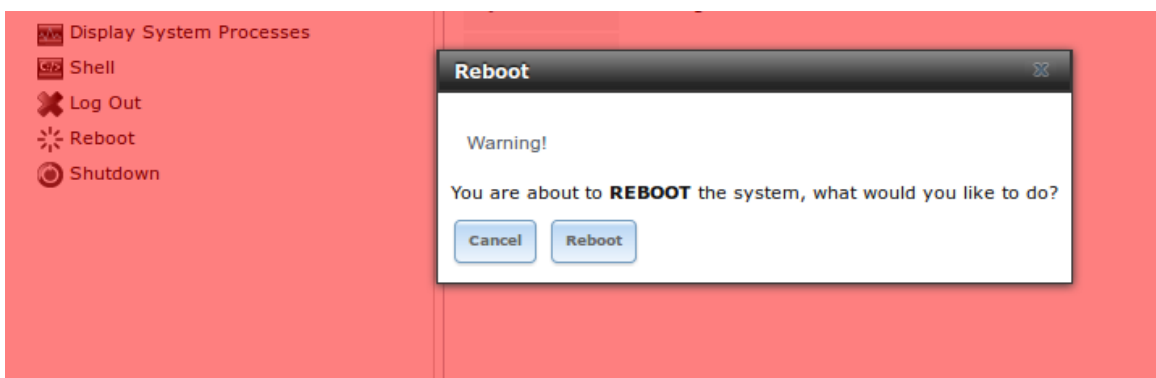 Display System Processes
Shell
Log Out
Reboot
Shutdown
Reboot
Warning!
You are about to REBOOT the system, what would you like to do?
Cancel Reboot